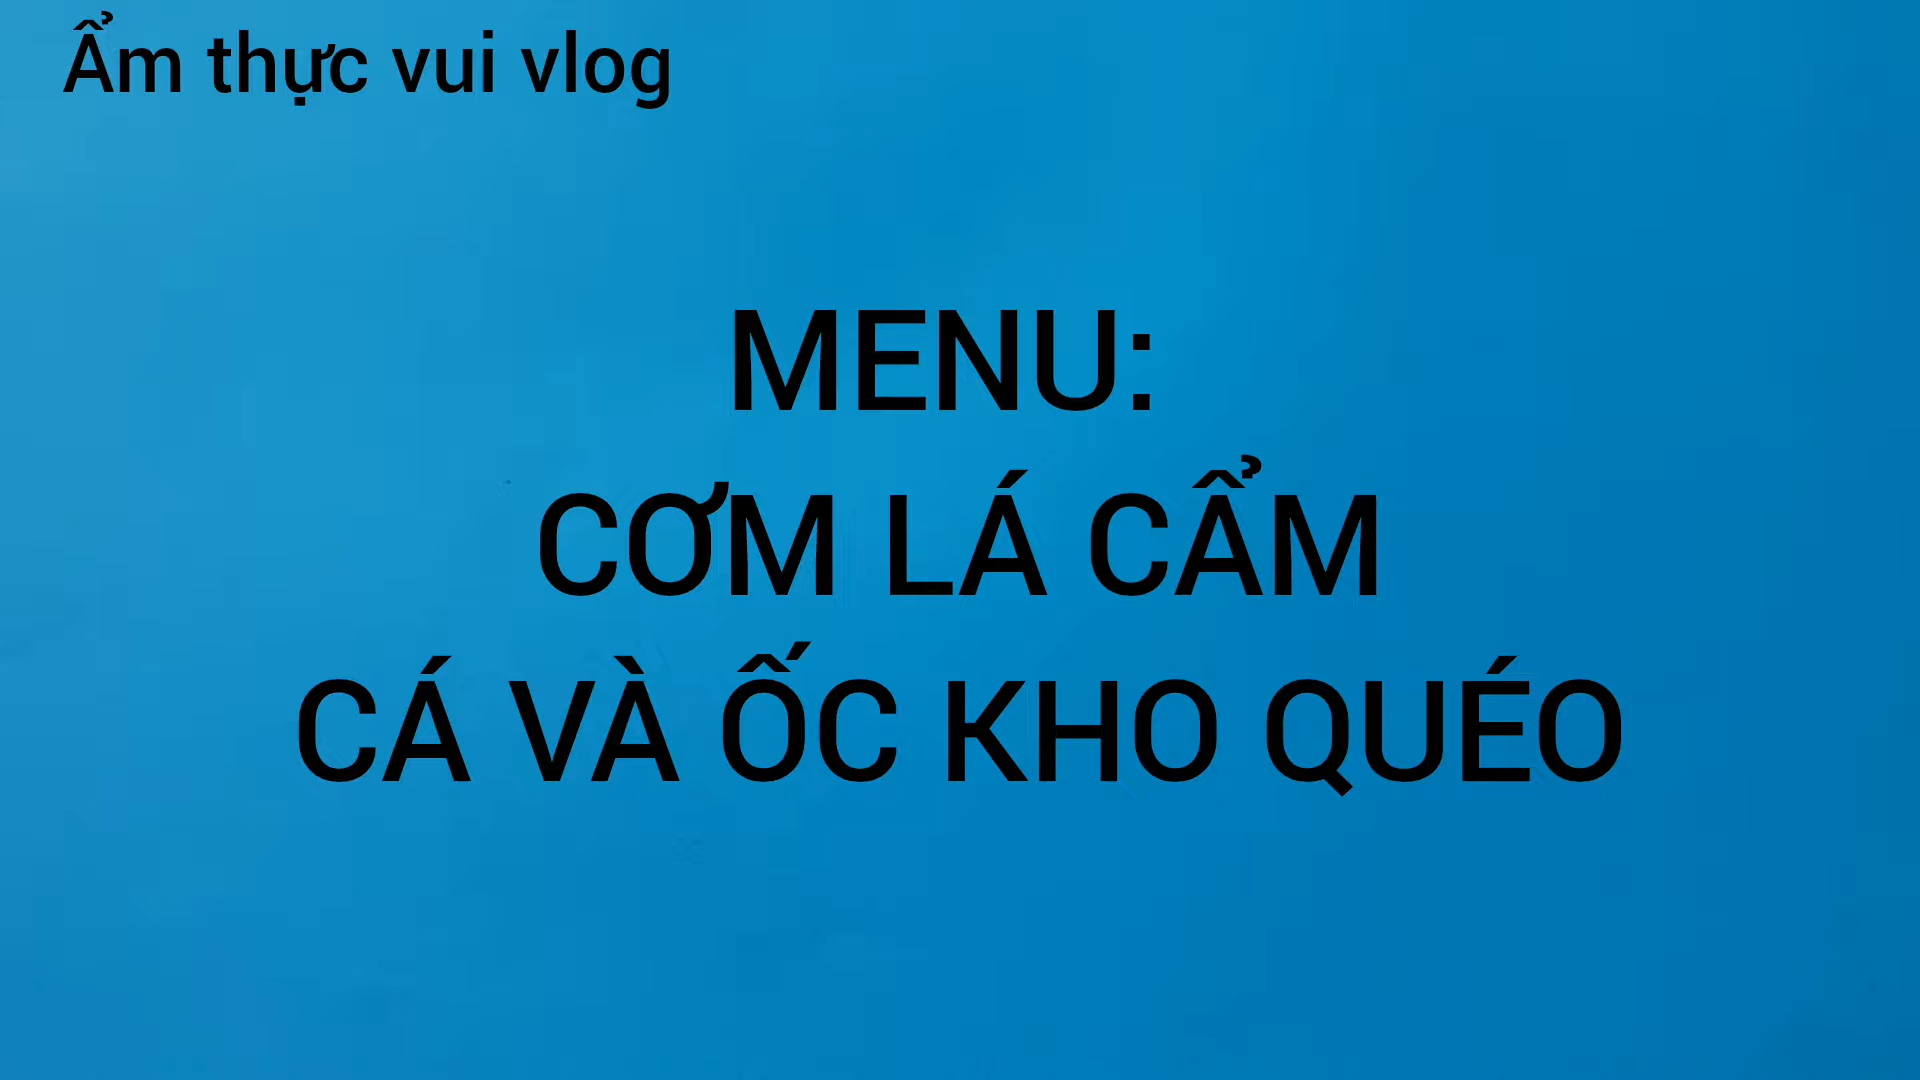 Ẩm thực vui vlog
MENU:
CƠM LÁ CẨM
CÁ VÀ ỐC KHO QUÉO